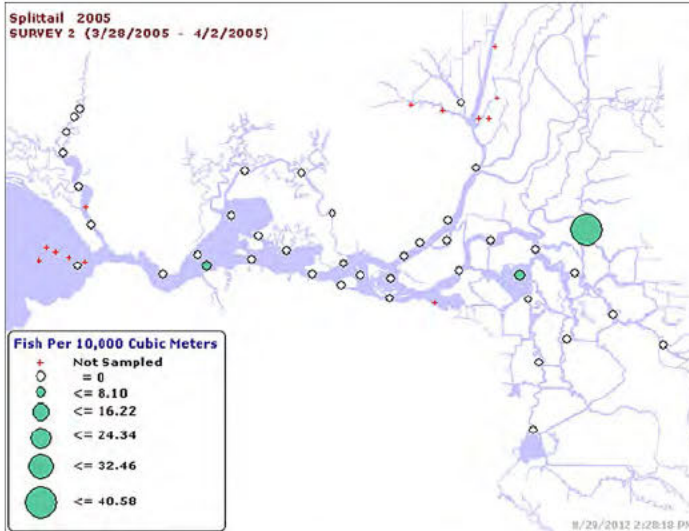 Splittail 2005
SURVEY 2 (3/28/2005 - 4/2/2005)
Fish Per 10,000 Cubic Meters
Not Sampled
= 0
<= 8.10
<= 16.22
<= 24.34
<= 32.46
<= 40.58
8/29/2012 2:28:18 PM